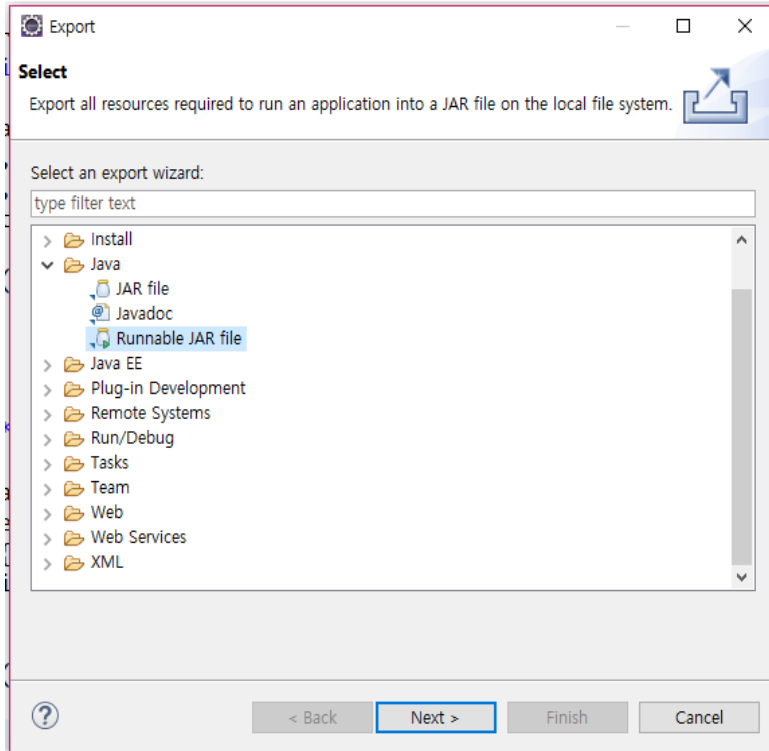 Export
Select
Export all resources required to run an application into a JAR file on the local file system.
Select an export wizard:
type filter text
Install
Java
JAR file
Javadoc
Runnable JAR file
Java EE
Plug-in Development
Remote Systems
Run/Debug
Tasks
Team
Web
Web Services
XML
< Back
Next >
Finish
Cancel